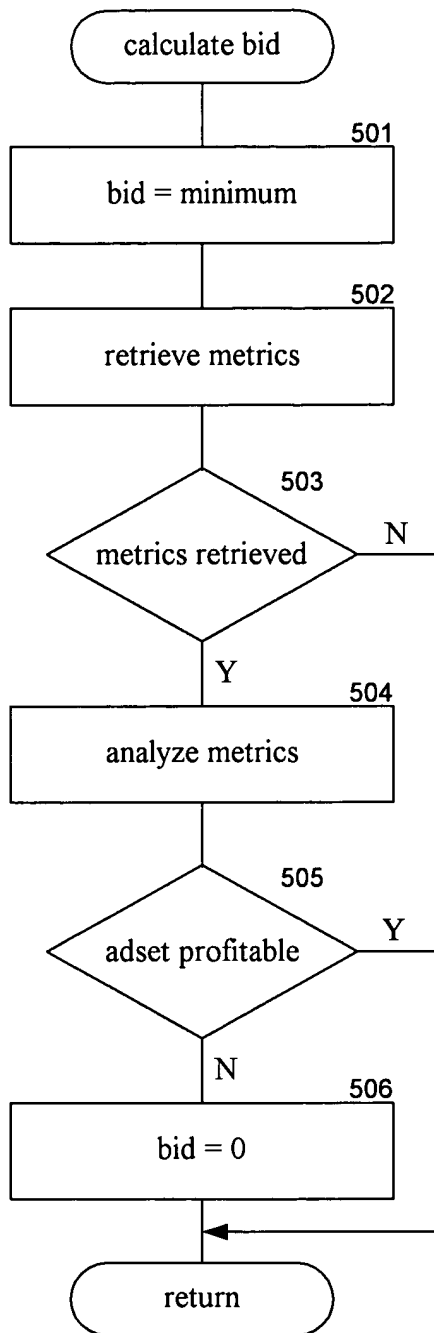 calculate bid
501
bid = minimum
502
retrieve metrics
503
metrics retrieved
N
Y
504
analyze metrics
505
adset profitable
Y
N
506
bid = 0
return